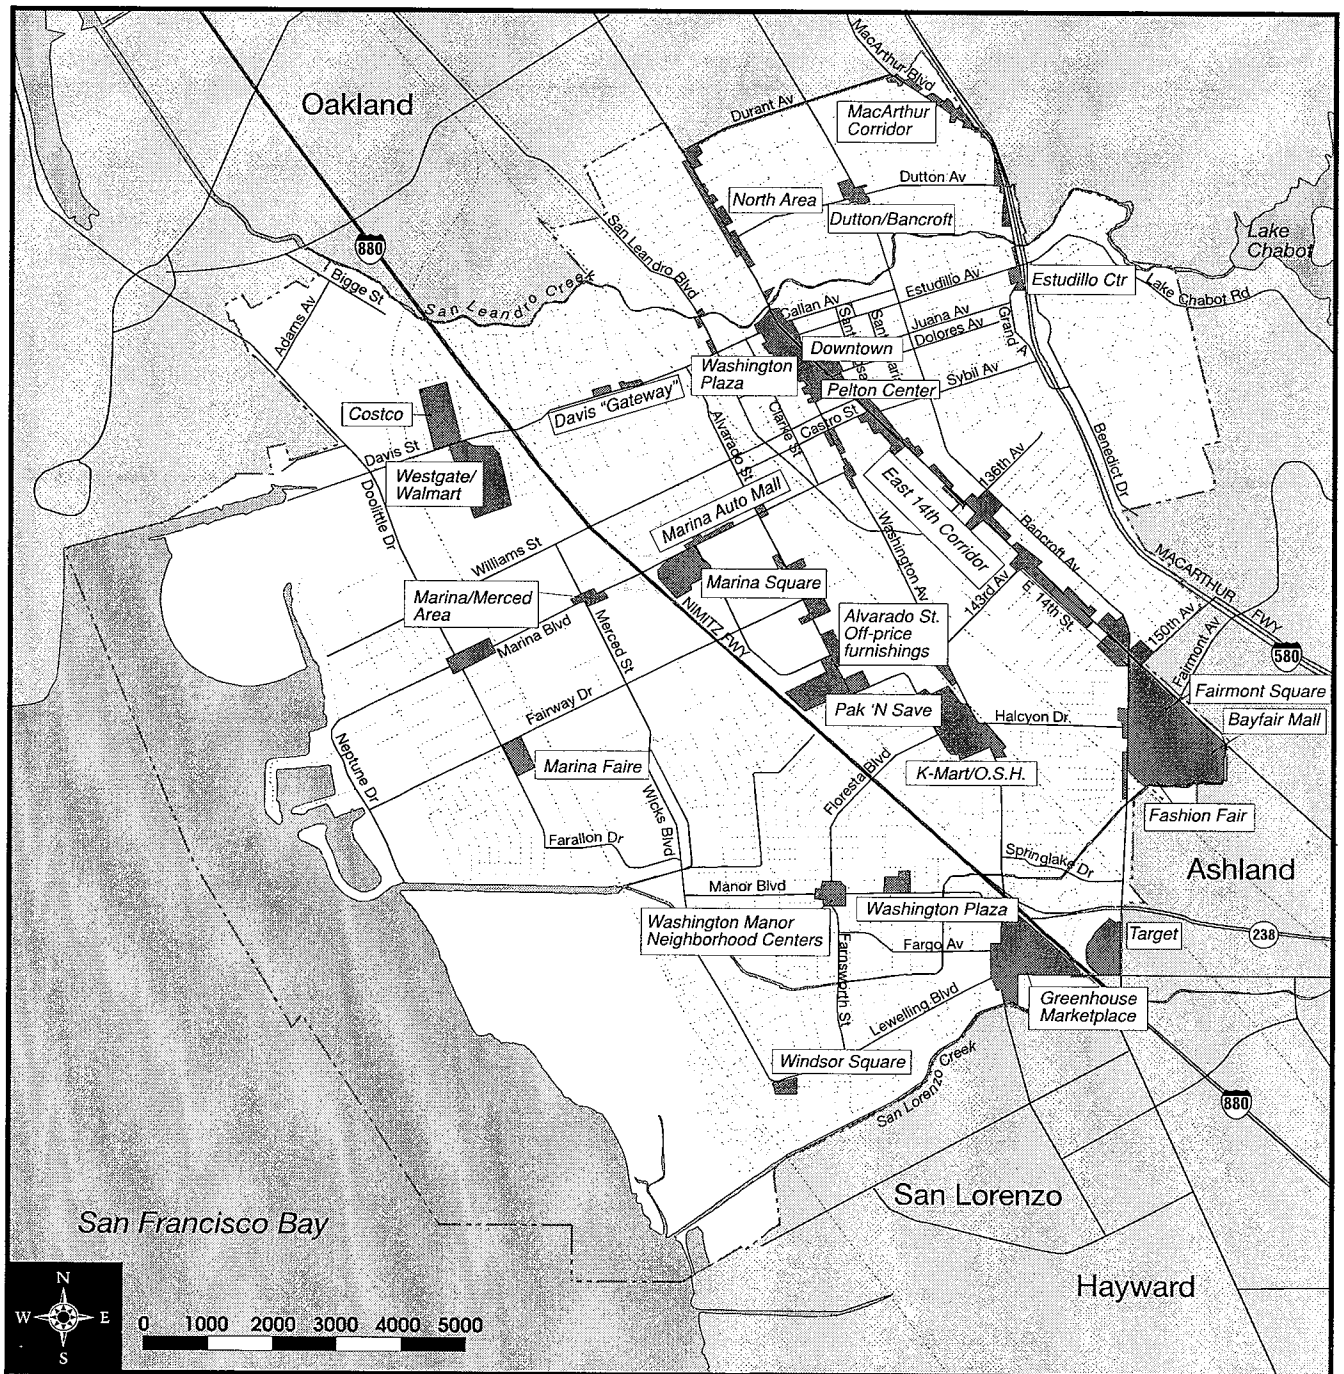 MacArthur Blvd
Oakland
Durant Av
MacArthur
Corridor
Dutton Av
North Area
Dutton/Bancroft
880
San Leandro Blvd
Lake
Chabot
Bigge St
San Leandro Creek
Estudillo Av
Estudillo Ctr
Lake Chabot Rd
Adams Av
Callan Av
Juana Av
Dolores Av
Grand A
Downtown
Washington
Plaza
Sybil Av
Pelton Center
Costco
Davis "Gateway"
Clarke St
Castro St
Alvarado St
Davis St
Benedict Dr
136th Av
Westgate/
Walmart
East 14th Corridor
Marina Auto Mall
Doolittle Dr
Bancroft Av
Williams St
Washington Av
MACARTHUR FWY
Marina Square
143rd Av
E. 14th St.
Marina/Merced
Area
Alvarado St.
Off-price
furnishings
150th Av
Merced St
NIMITZ FWY
Marina Blvd
Fairmont Av
580
Fairway Dr
Fairmont Square
Pak 'N Save
Halcyon Dr.
Bayfair Mall
Neptune Dr
Marina Faire
K-Mart/O.S.H.
Floresta Blvd
Wicks Blvd
Fashion Fair
Farallon Dr
Springlake Dr
Ashland
Manor Blvd
Washington Plaza
Washington Manor
Neighborhood Centers
Target
238
Fargo Av
Farnsworth St
Lewelling Blvd
Greenhouse
Marketplace
Windsor Square
San Lorenzo Creek
880
San Lorenzo
San Francisco Bay
Hayward
N
W E
S
0 1000 2000 3000 4000 5000